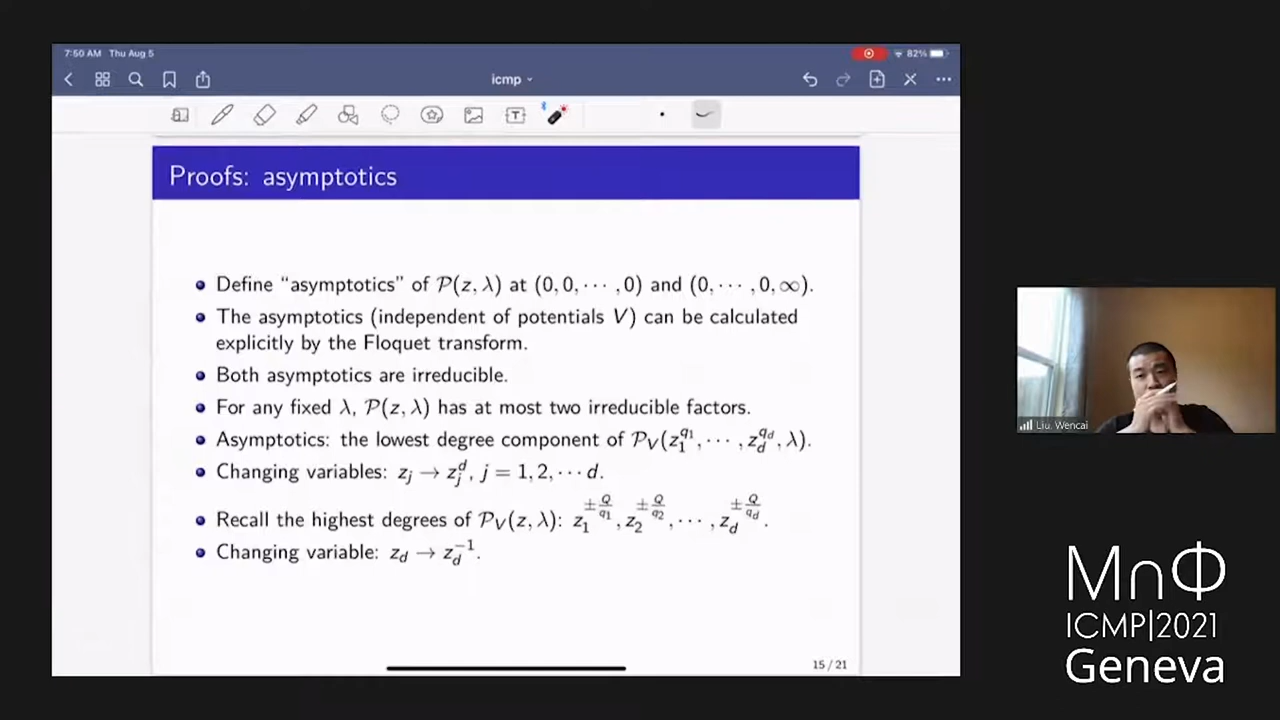 7:50 AM Thu Aug 5
82%
icmp
T
Proofs: asymptotics
Define “asymptotics” of 𝒫(z, λ) at (0, 0, ⋯ , 0) and (0, ⋯ , 0, ∞).
The asymptotics (independent of potentials V) can be calculated
explicitly by the Floquet transform.
Both asymptotics are irreducible.
For any fixed λ, 𝒫(z, λ) has at most two irreducible factors.
Asymptotics: the lowest degree component of 𝒫_V(z_1^{q_1}, ⋯ , z_d^{q_d}, λ).
Changing variables: z_j → z_j^d, j = 1, 2, ⋯ d.
Recall the highest degrees of 𝒫_V(z, λ): z_1^{±Q/q_1}, z_2^{±Q/q_2}, ⋯ , z_d^{±Q/q_d}.
Changing variable: z_d → z_d^{-1}.
15 / 21
Liu. Wencai
M∩Φ
ICMP|2021
Geneva